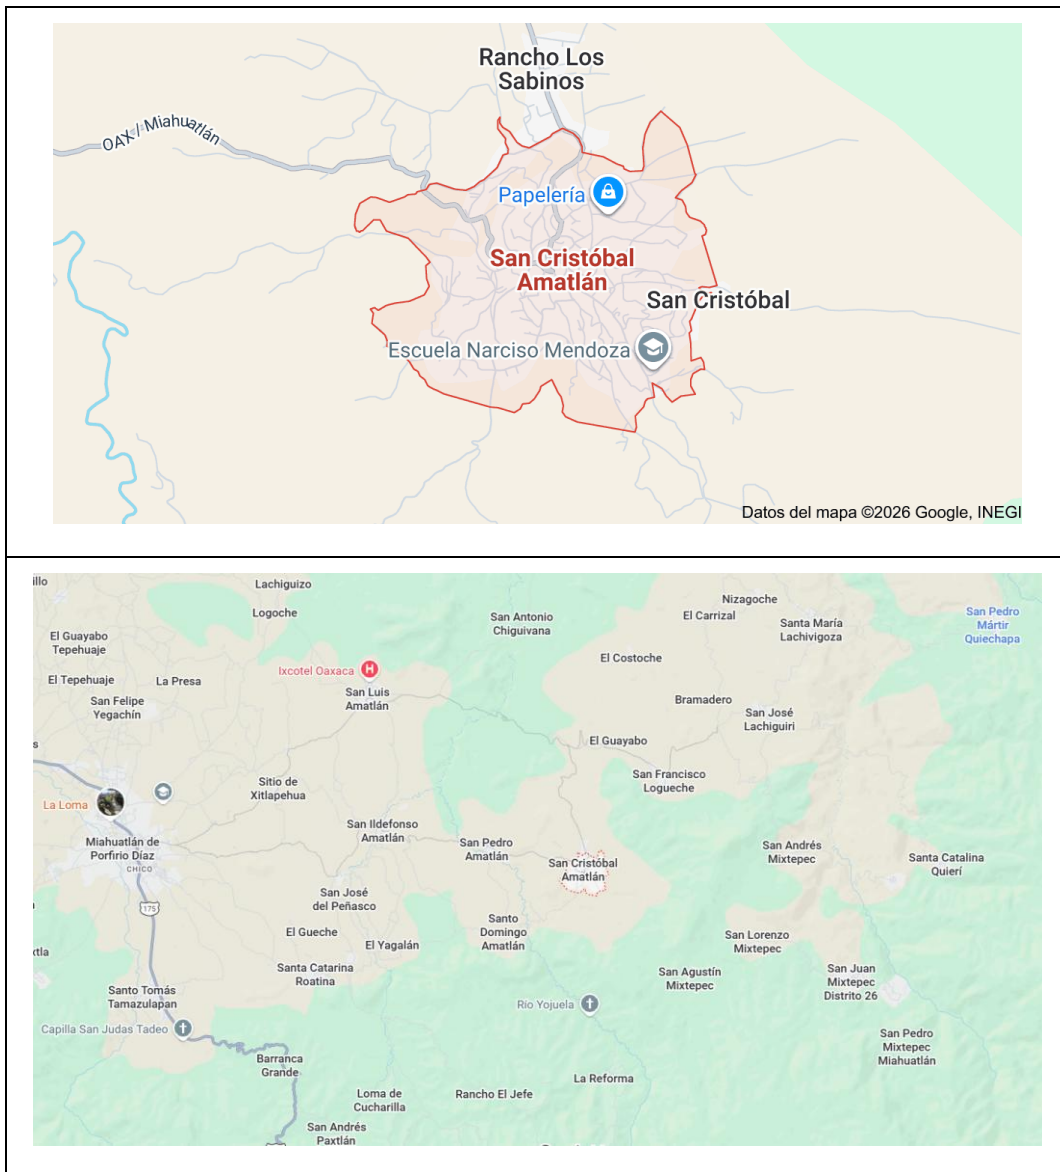 Rancho Los
Sabinos
OAX / Miahuatlán
Papelería
San Cristóbal
Amatlán
San Cristóbal
Escuela Narciso Mendoza
Datos del mapa ©2026 Google, INEGI
illo
Lachiguizo
Logoche
San Antonio
Chiguivana
Nizagoche
El Carrizal
Santa María
Lachivigoza
San Pedro
Mártir
Quiechapa
El Guayabo
Tepehuaje
El Tepehuaje
La Presa
San Felipe
Yegachín
Ixcotel Oaxaca
H
San Luis
Amatlán
El Costoche
Bramadero
San José
Lachiguiri
s
El Guayabo
San Francisco
Logueche
Sitio de
Xitlapehua
La Loma
Miahuatlán de
Porfirio Díaz
CHICO
San Ildefonso
Amatlán
San Pedro
Amatlán
San Cristóbal
Amatlán
San Andrés
Mixtepec
Santa Catalina
Quierí
San José
del Peñasco
175
El Gueche
El Yagalán
Santo
Domingo
Amatlán
San Lorenzo
Mixtepec
xtla
Santa Catarina
Roatina
San Agustín
Mixtepec
San Juan
Mixtepec
Distrito 26
Santo Tomás
Tamazulapan
Río Yojuela
Capilla San Judas Tadeo
San Pedro
Mixtepec
Miahuatlán
Barranca
Grande
La Reforma
Loma de
Cucharilla
Rancho El Jefe
San Andrés
Paxtlán